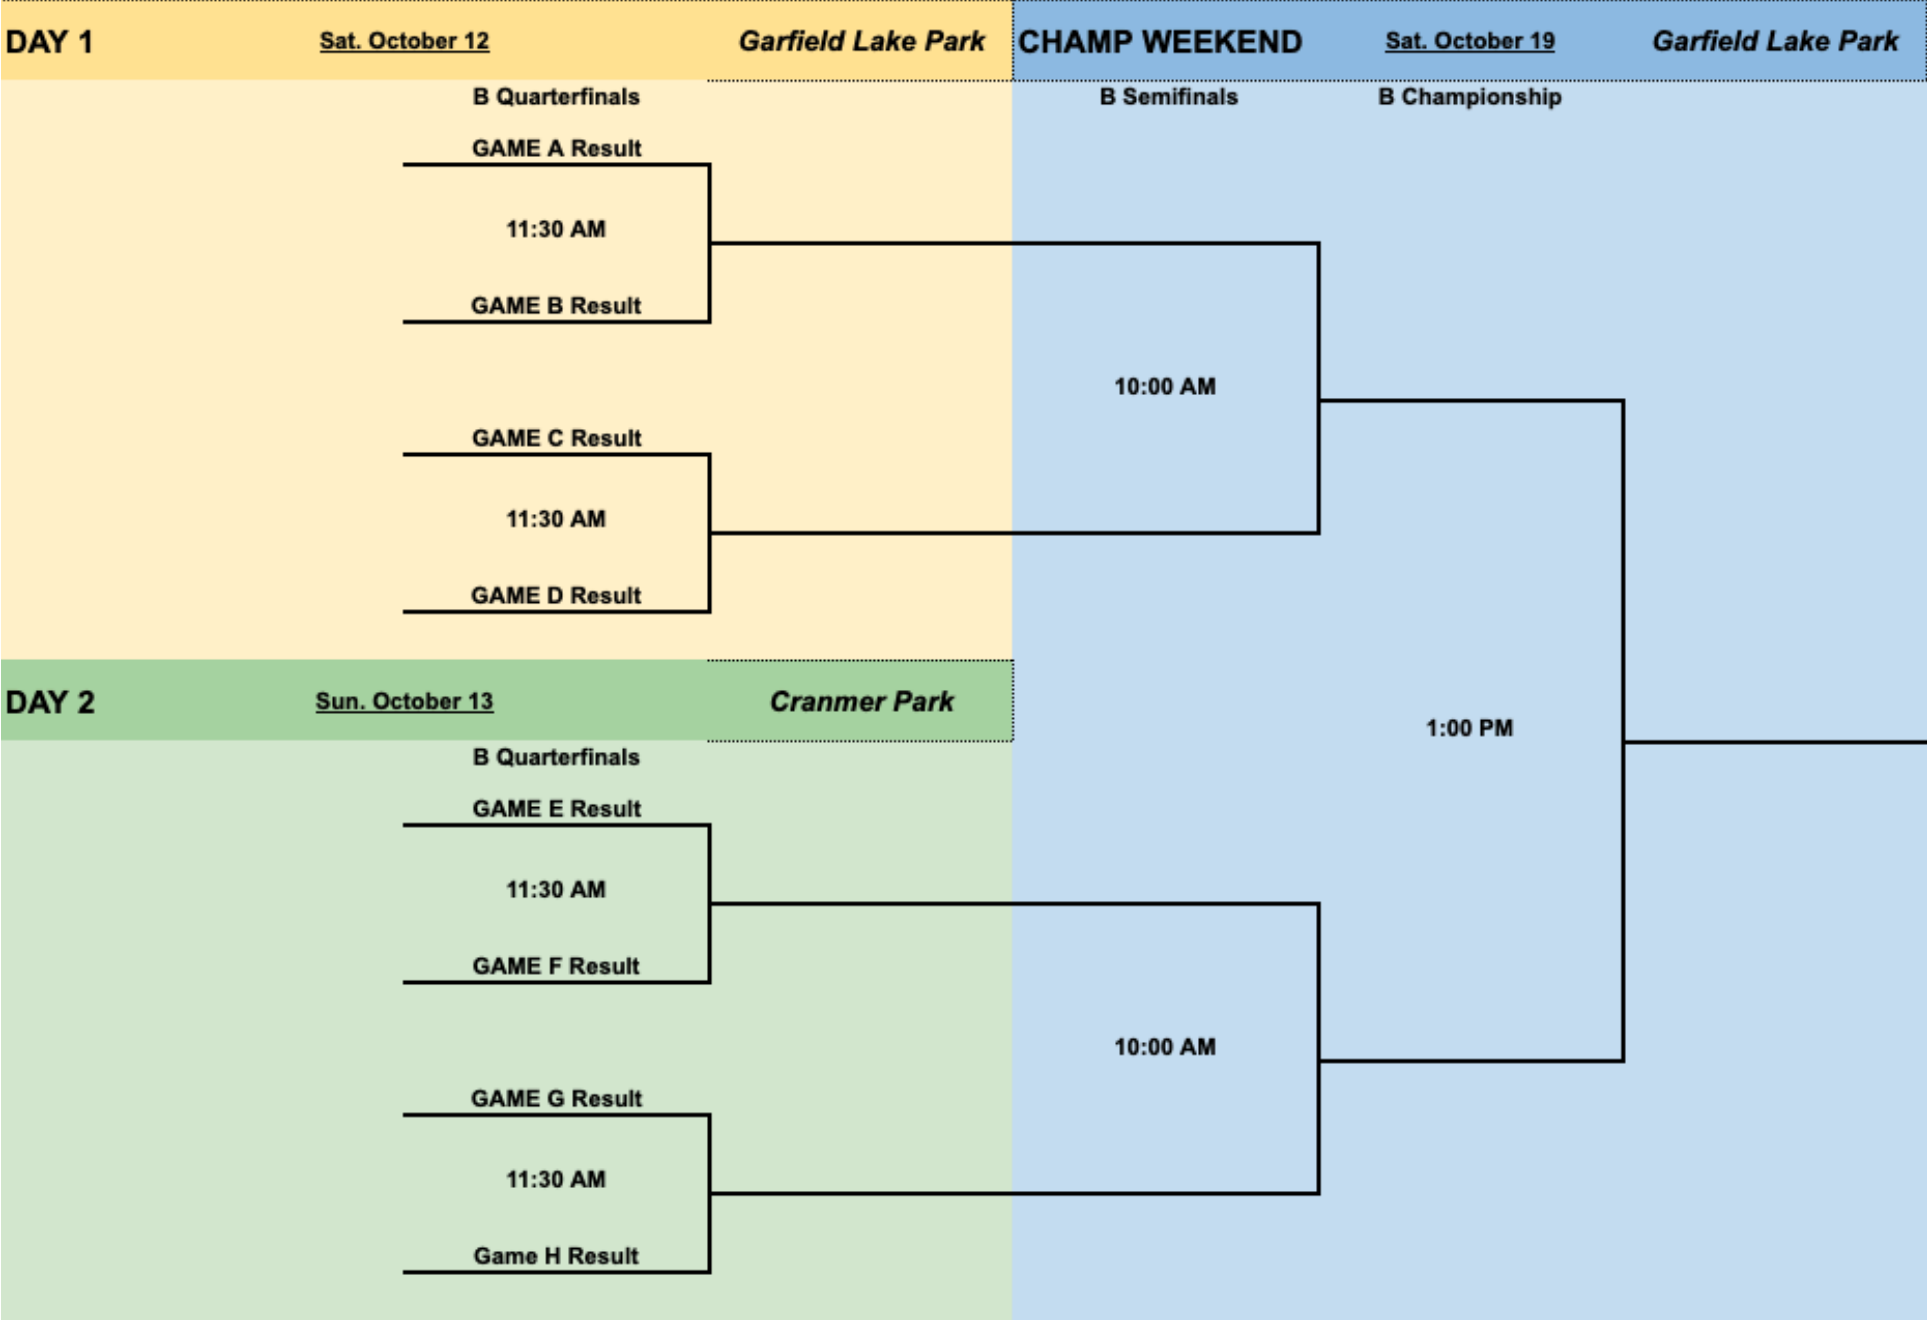 DAY 1 Sat. October 12 Garfield Lake Park CHAMP WEEKEND Sat. October 19 Garfield Lake Park
B Quarterfinals B Semifinals B Championship
GAME A Result
11:30 AM
GAME B Result
10:00 AM
GAME C Result
11:30 AM
GAME D Result
DAY 2 Sun. October 13 Cranmer Park
1:00 PM
B Quarterfinals
GAME E Result
11:30 AM
GAME F Result
10:00 AM
GAME G Result
11:30 AM
Game H Result